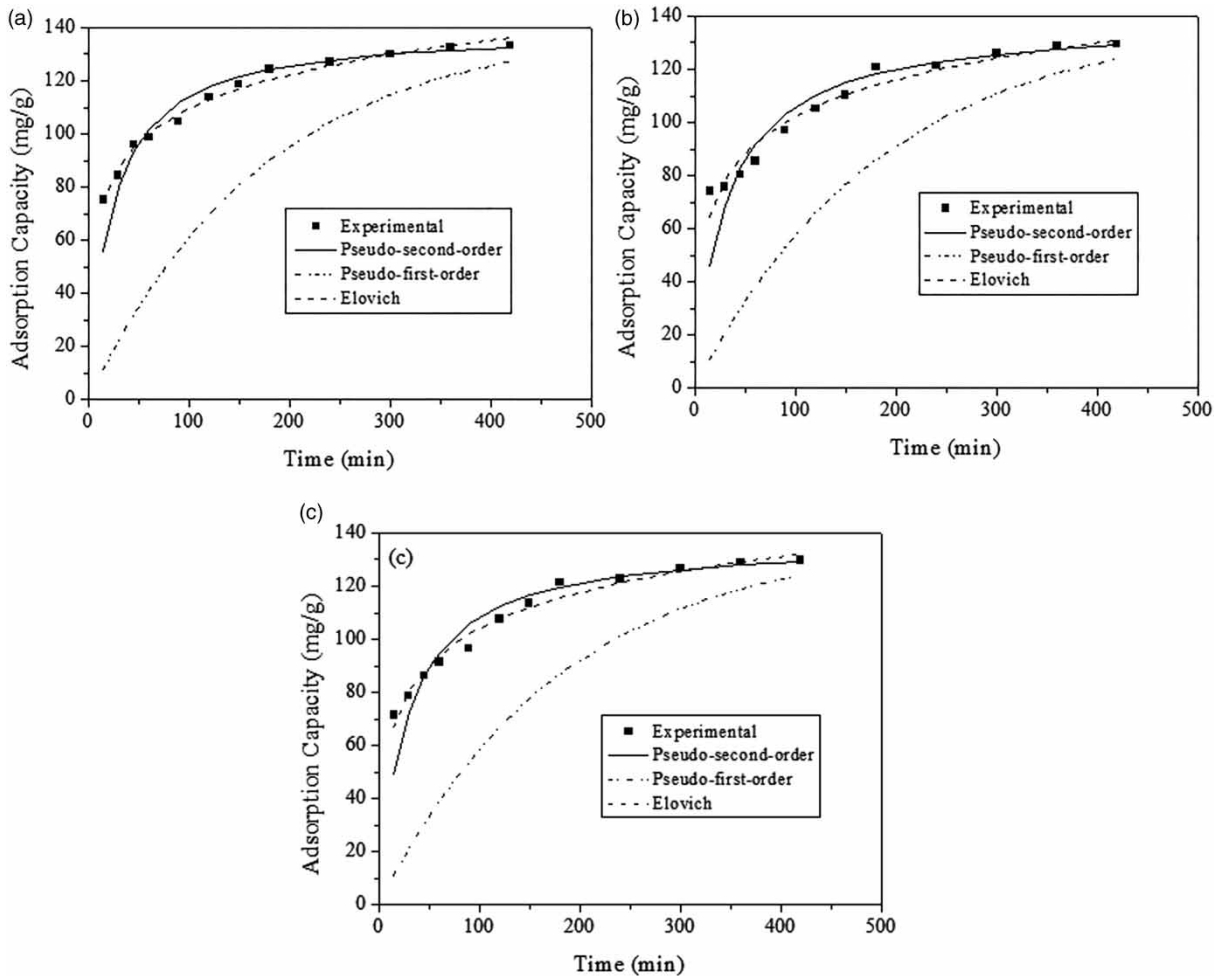 (a)
Adsorption Capacity (mg/g)
140
120
100
80
60
40
20
0
0 100 200 300 400 500
Time (min)
Experimental
Pseudo-second-order
Pseudo-first-order
Elovich
(b)
Adsorption Capacity (mg/g)
140
120
100
80
60
40
20
0
0 100 200 300 400 500
Time (min)
Experimental
Pseudo-second-order
Pseudo-first-order
Elovich
(c)
(c)
Adsorption Capacity (mg/g)
140
120
100
80
60
40
20
0
0 100 200 300 400 500
Time (min)
Experimental
Pseudo-second-order
Pseudo-first-order
Elovich